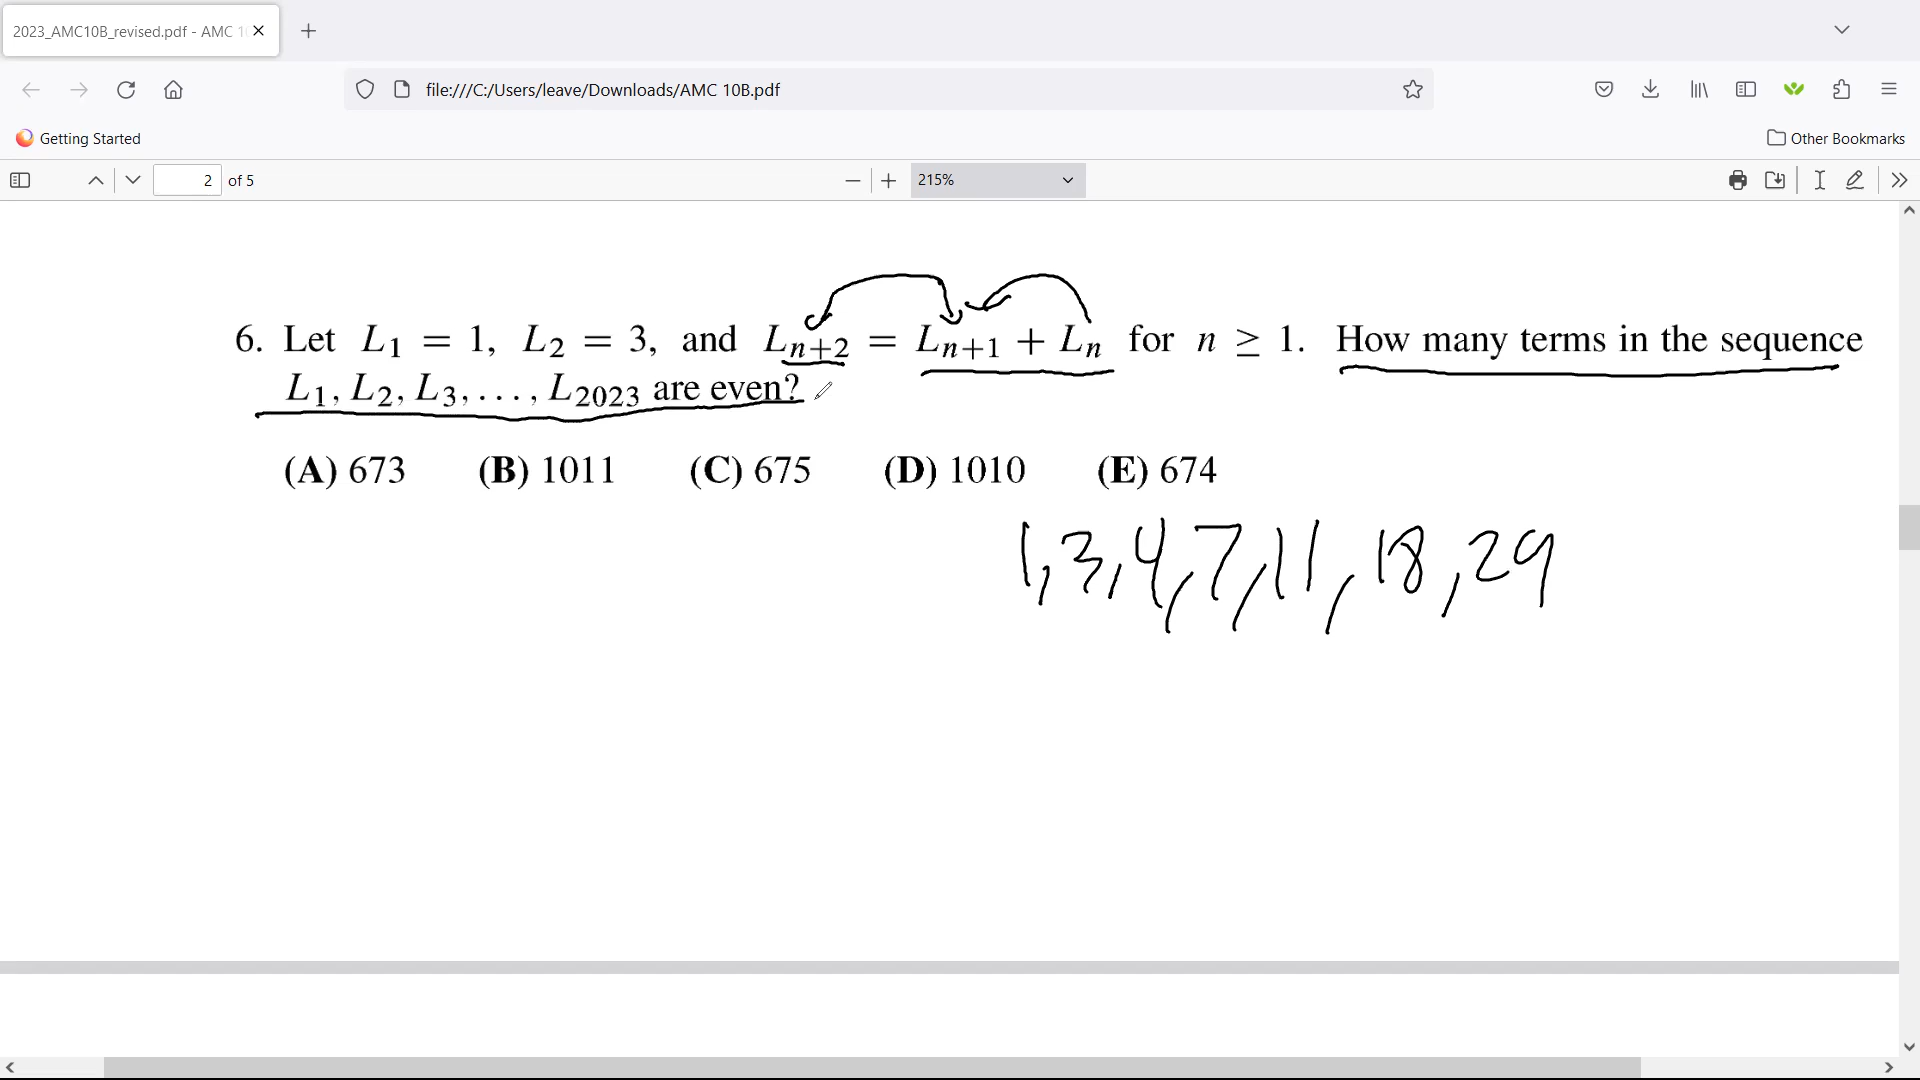 2023_AMC10B_revised.pdf - AMC 10
file:///C:/Users/leave/Downloads/AMC 10B.pdf
Getting Started
Other Bookmarks
2 of 5
215%
6. Let L₁ = 1, L₂ = 3, and Lₙ₊₂ = Lₙ₊₁ + Lₙ for n ≥ 1. How many terms in the sequence
L₁, L₂, L₃, . . . , L₂₀₂₃ are even?
(A) 673 (B) 1011 (C) 675 (D) 1010 (E) 674
1, 3, 4, 7, 11, 18, 29